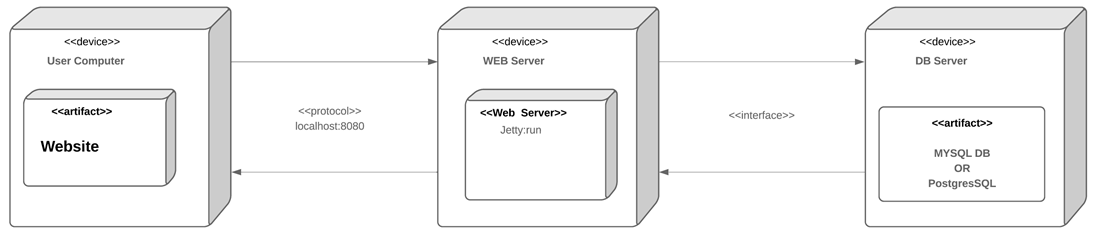 <<device>>
User Computer
<<artifact>>
Website
<<protocol>>
localhost:8080
<<device>>
WEB Server
<<Web Server>>
Jetty:run
<<interface>>
<<device>>
DB Server
<<artifact>>
MYSQL DB
OR
PostgresSQL